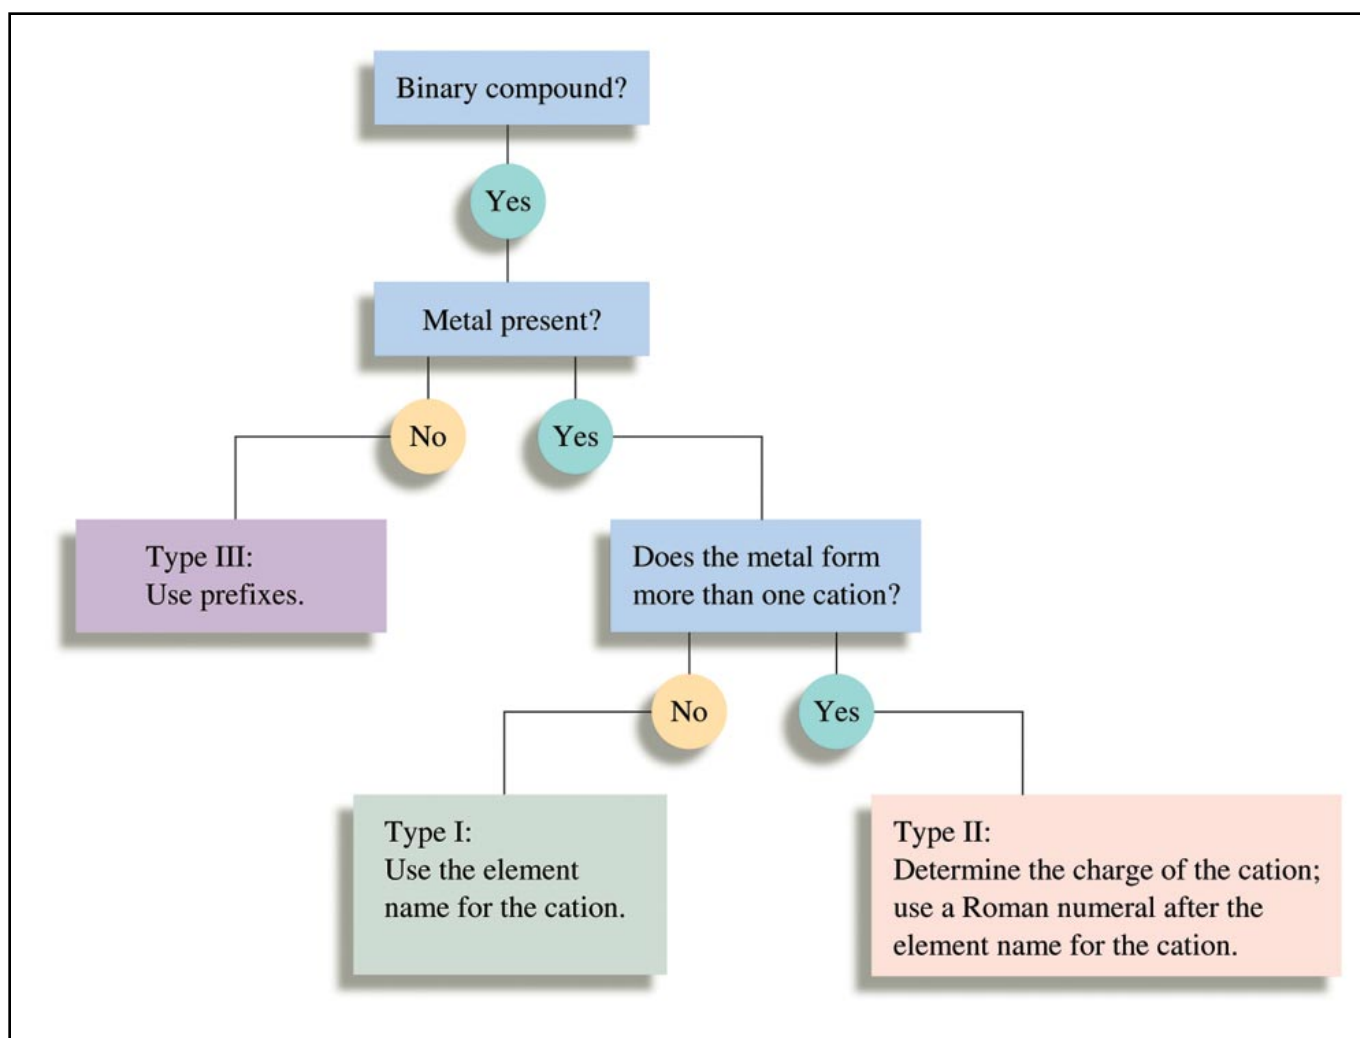 Binary compound?
Yes
Metal present?
No
Yes
Type III:
Use prefixes.
Does the metal form
more than one cation?
No
Yes
Type I:
Use the element
name for the cation.
Type II:
Determine the charge of the cation;
use a Roman numeral after the
element name for the cation.